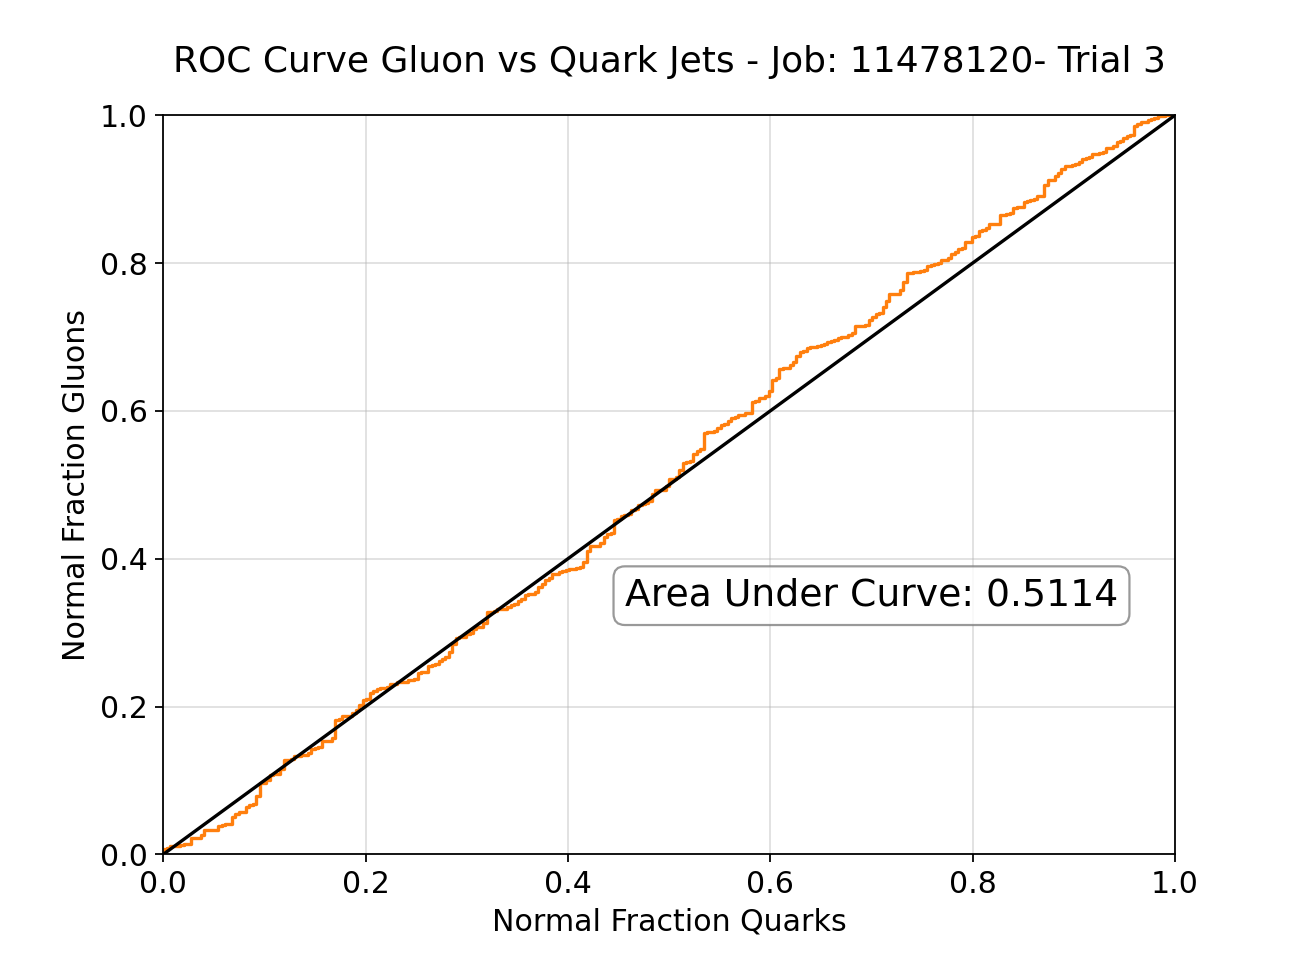 ROC Curve Gluon vs Quark Jets - Job: 11478120- Trial 3
1.0
0.8
0.6
0.4
0.2
0.0
Normal Fraction Gluons
Area Under Curve: 0.5114
0.0 0.2 0.4 0.6 0.8 1.0
Normal Fraction Quarks